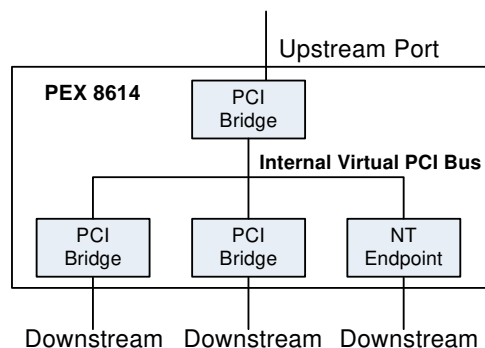 Upstream Port
PEX 8614
PCI
Bridge
Internal Virtual PCI Bus
PCI
Bridge
PCI
Bridge
NT
Endpoint
Downstream Downstream Downstream